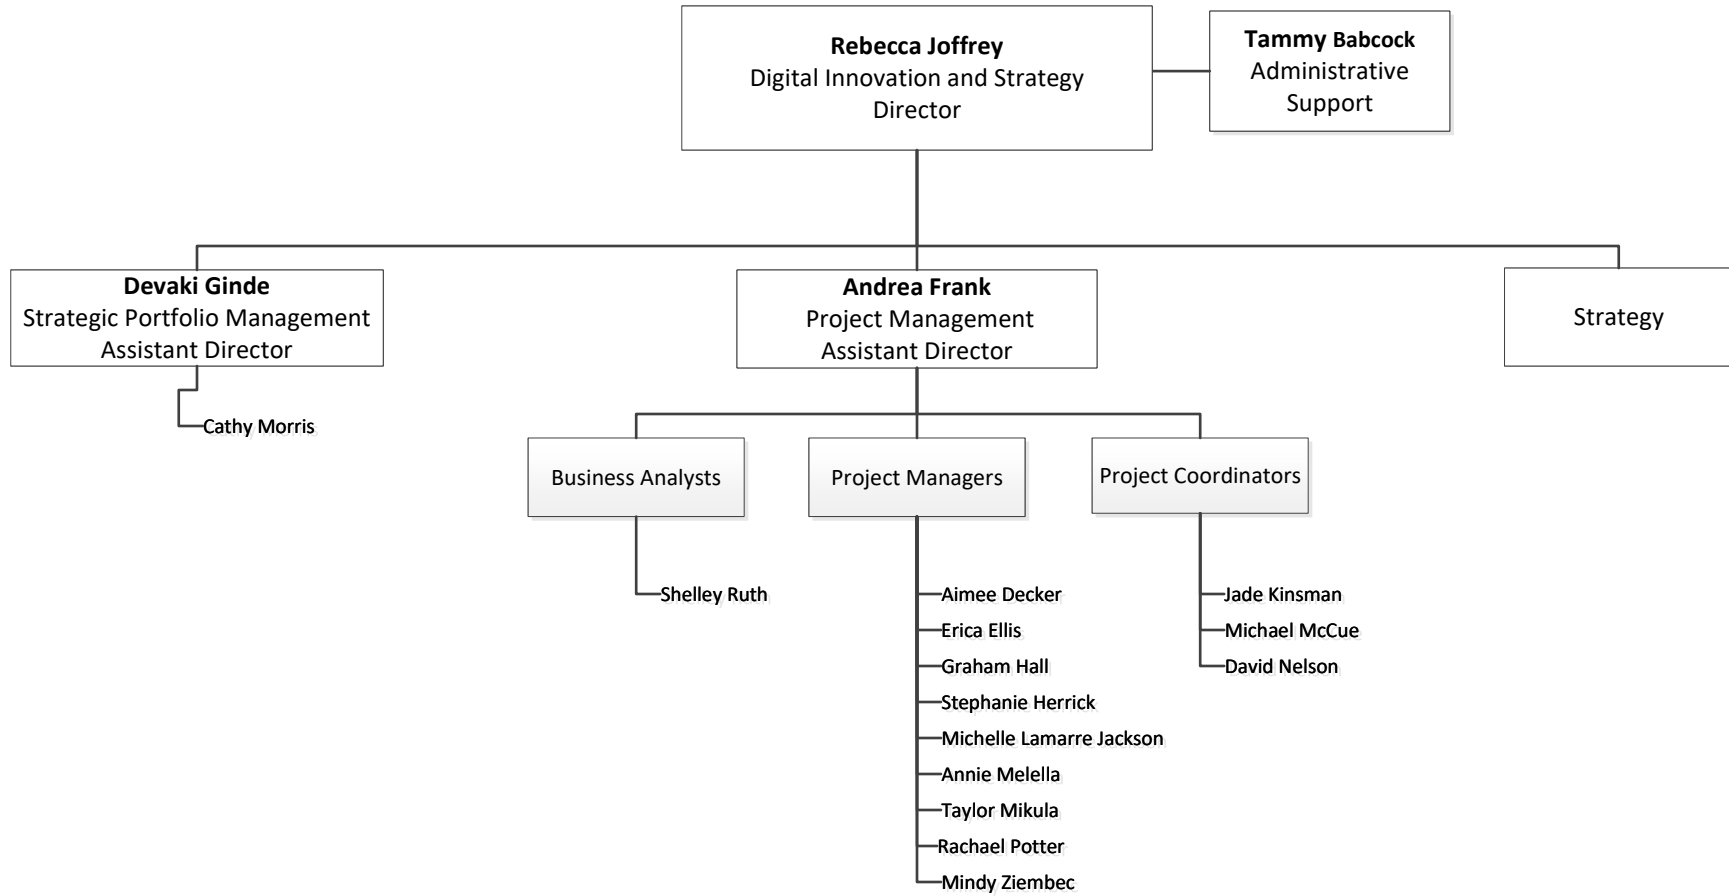 Rebecca Joffrey
Digital Innovation and Strategy
Director
Tammy Babcock
Administrative
Support
Devaki Ginde
Strategic Portfolio Management
Assistant Director
Cathy Morris
Andrea Frank
Project Management
Assistant Director
Strategy
Business Analysts
Shelley Ruth
Project Managers
Aimee Decker
Erica Ellis
Graham Hall
Stephanie Herrick
Michelle Lamarre Jackson
Annie Melella
Taylor Mikula
Rachael Potter
Mindy Ziembec
Project Coordinators
Jade Kinsman
Michael McCue
David Nelson